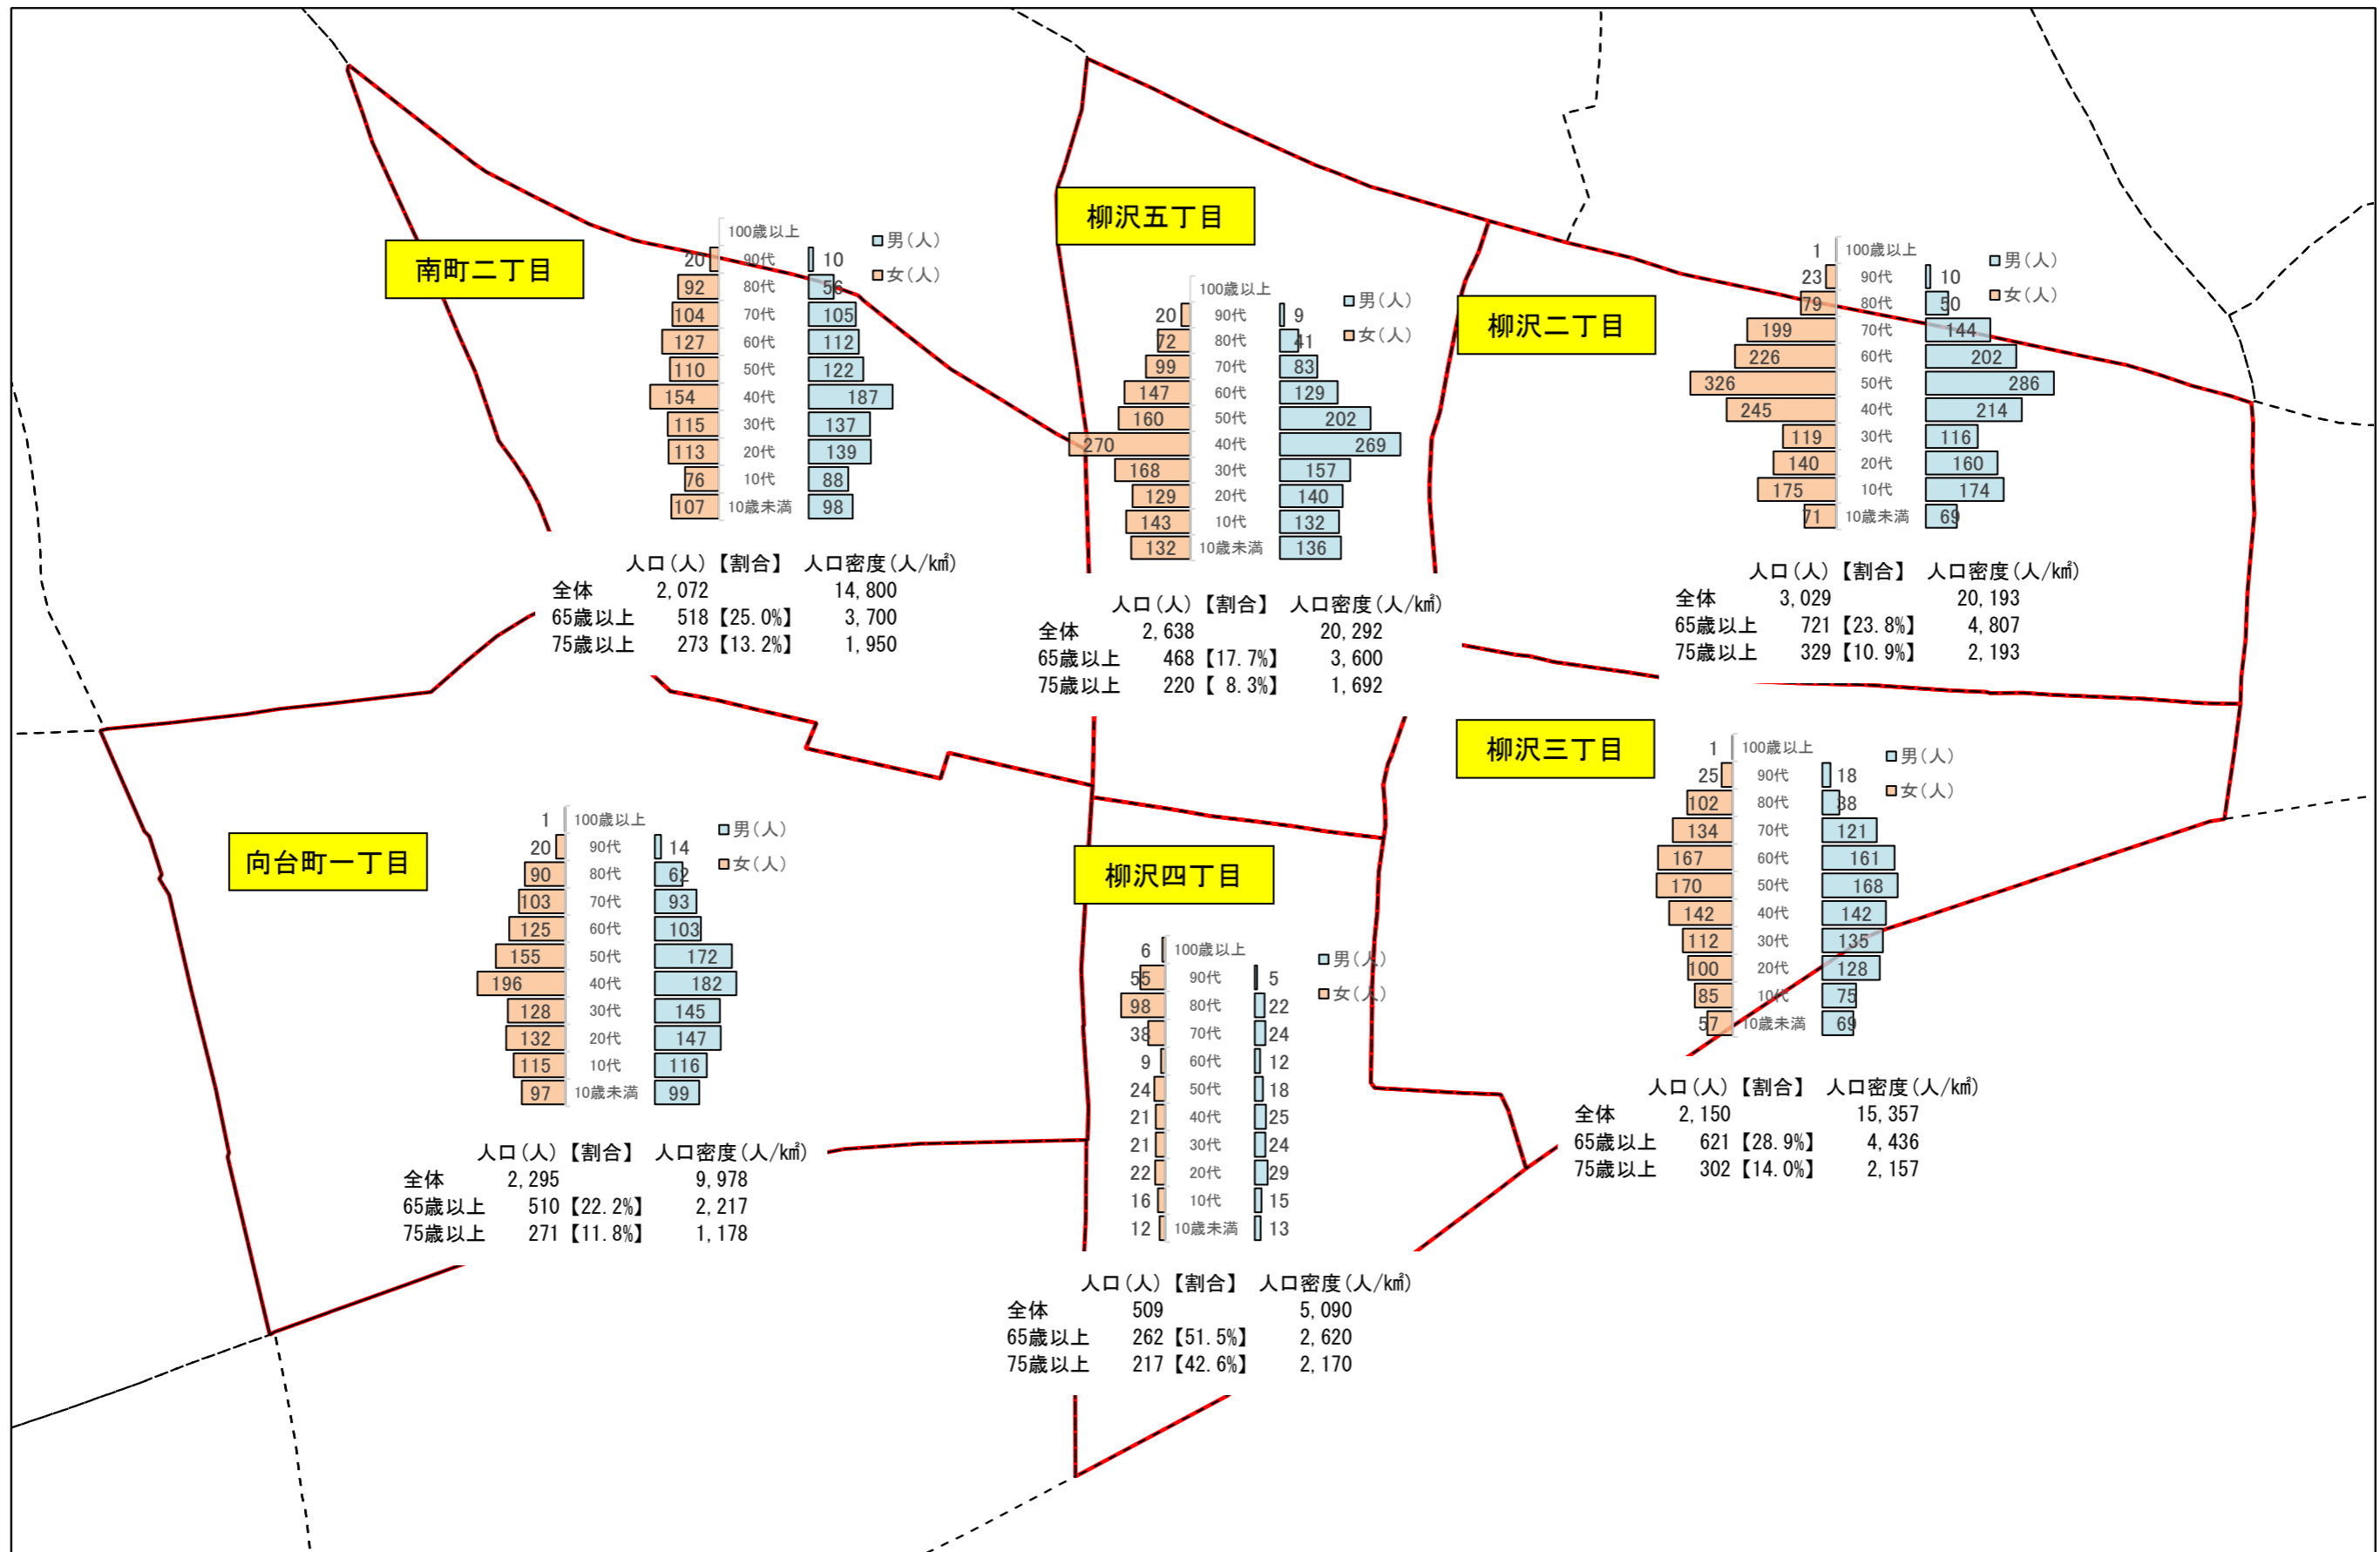 南町二丁目
100歳以上
20 90代 10
92 80代 56
104 70代 105
127 60代 112
110 50代 122
154 40代 187
115 30代 137
113 20代 139
76 10代 88
107 10歳未満 98
男(人)
女(人)
人口(人)【割合】 人口密度(人/k㎡)
全体 2,072 14,800
65歳以上 518【25.0%】 3,700
75歳以上 273【13.2%】 1,950
柳沢五丁目
100歳以上
20 90代 9
72 80代 41
99 70代 83
147 60代 129
160 50代 202
270 40代 269
168 30代 157
129 20代 140
143 10代 132
132 10歳未満 136
男(人)
女(人)
人口(人)【割合】 人口密度(人/k㎡)
全体 2,638 20,292
65歳以上 468【17.7%】 3,600
75歳以上 220【 8.3%】 1,692
柳沢二丁目
1 100歳以上
23 90代 10
79 80代 50
199 70代 144
226 60代 202
326 50代 286
245 40代 214
119 30代 116
140 20代 160
175 10代 174
71 10歳未満 69
男(人)
女(人)
人口(人)【割合】 人口密度(人/k㎡)
全体 3,029 20,193
65歳以上 721【23.8%】 4,807
75歳以上 329【10.9%】 2,193
向台町一丁目
1 100歳以上
20 90代 14
90 80代 62
103 70代 93
125 60代 103
155 50代 172
196 40代 182
128 30代 145
132 20代 147
115 10代 116
97 10歳未満 99
男(人)
女(人)
人口(人)【割合】 人口密度(人/k㎡)
全体 2,295 9,978
65歳以上 510【22.2%】 2,217
75歳以上 271【11.8%】 1,178
柳沢四丁目
6 100歳以上
55 90代 5
98 80代 22
38 70代 24
9 60代 12
24 50代 18
21 40代 25
21 30代 24
22 20代 29
16 10代 15
12 10歳未満 13
男(人)
女(人)
人口(人)【割合】 人口密度(人/k㎡)
全体 509 5,090
65歳以上 262【51.5%】 2,620
75歳以上 217【42.6%】 2,170
柳沢三丁目
1 100歳以上
25 90代 18
102 80代 38
134 70代 121
167 60代 161
170 50代 168
142 40代 142
112 30代 135
100 20代 128
85 10代 75
57 10歳未満 69
男(人)
女(人)
人口(人)【割合】 人口密度(人/k㎡)
全体 2,150 15,357
65歳以上 621【28.9%】 4,436
75歳以上 302【14.0%】 2,157